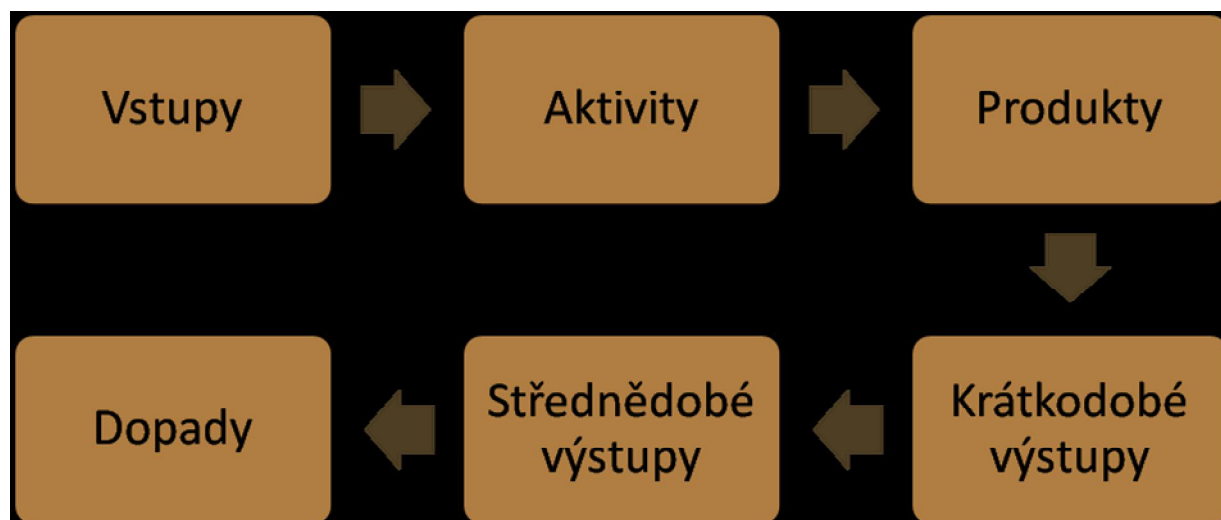 Vstupy
Aktivity
Produkty
Krátkodobé
výstupy
Střednědobé
výstupy
Dopady